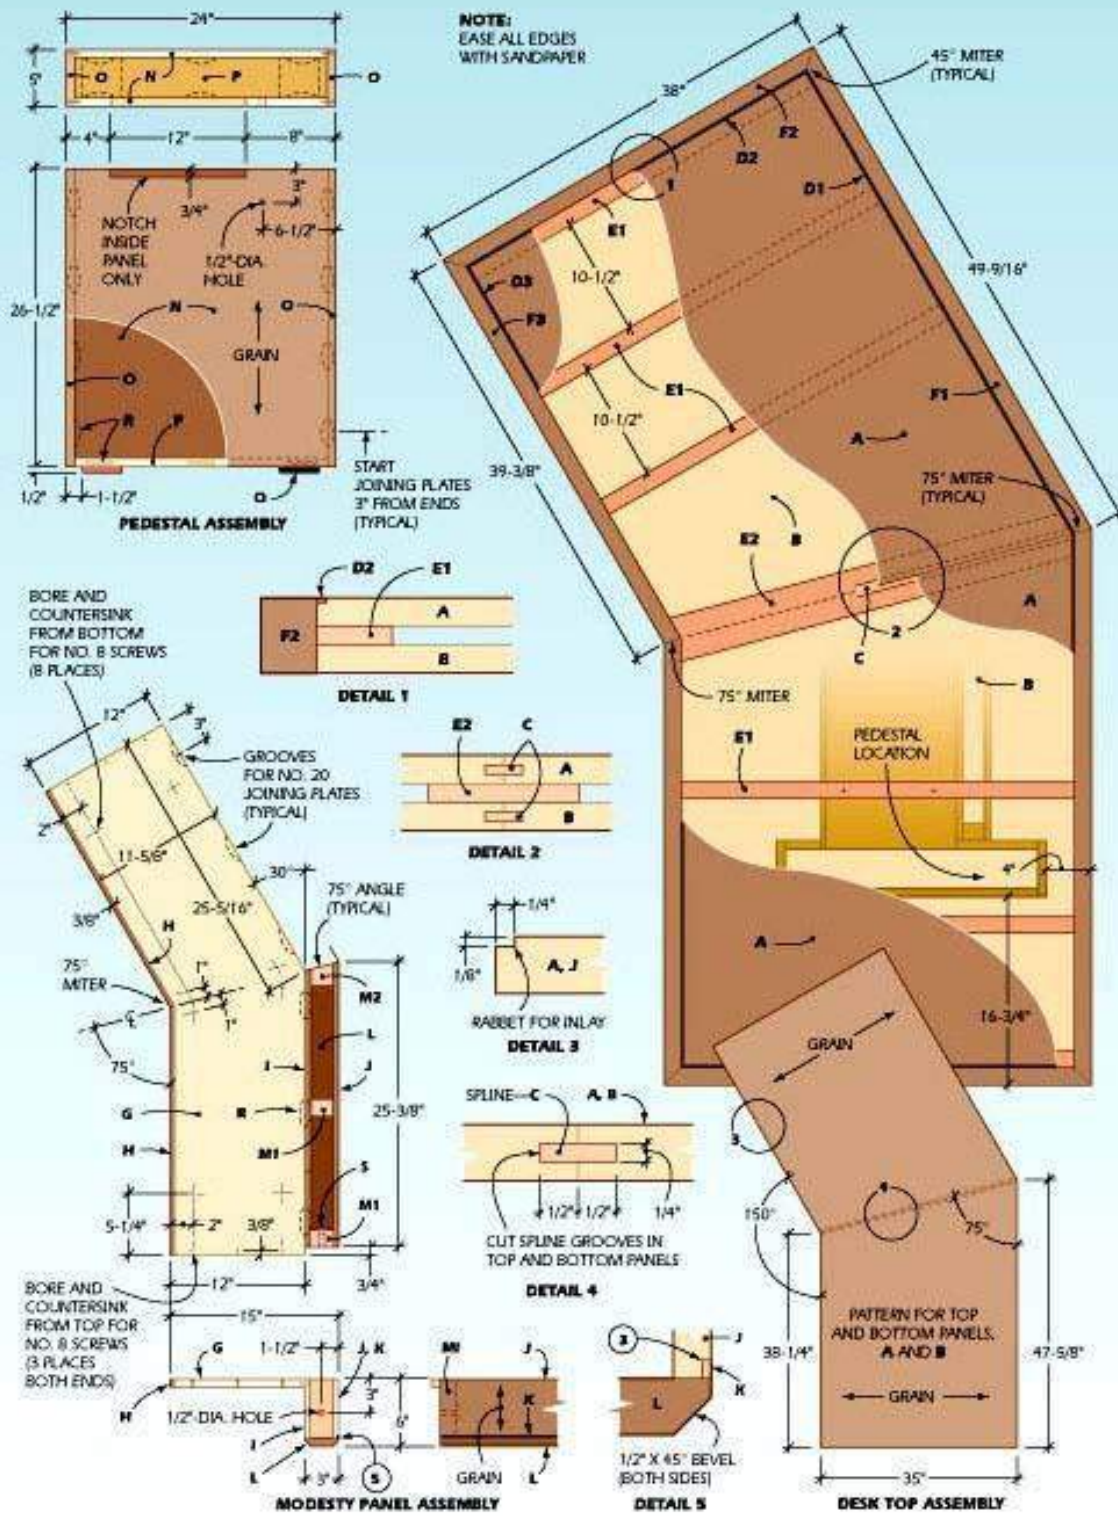 24"
NOTE:
EASE ALL EDGES
WITH SANDPAPER
5"
O
N
P
O
4"
12"
8"
NOTCH
INSIDE
PANEL
ONLY
3/4"
3"
6-1/2"
1/2"-DIA.
HOLE
26-1/2"
N
O
GRAIN
O
R
P
1/2"
1-1/2"
Q
START
JOINING PLATES
3" FROM ENDS
(TYPICAL)
PEDESTAL ASSEMBLY
38"
45° MITER
(TYPICAL)
F2
D2
1
D1
E1
10-1/2"
D3
F3
49-9/16"
E1
10-1/2"
F1
A
39-3/8"
75° MITER
(TYPICAL)
E2
B
A
2
C
75° MITER
B
E1
PEDESTAL
LOCATION
4"
A
16-3/4"
D2
E1
F2
A
B
DETAIL 1
BORE AND
COUNTERSINK
FROM BOTTOM
FOR NO. 8 SCREWS
(8 PLACES)
12"
3"
GROOVES
FOR NO. 20
JOINING PLATES
(TYPICAL)
2"
11-5/8"
30°
25-5/16"
75° ANGLE
(TYPICAL)
3/8"
H
75°
MITER
1"
1"
75°
M2
L
I
J
G
R
25-3/8"
H
M1
S
M1
5-1/4"
2"
3/8"
12"
3/4"
E2
C
A
B
DETAIL 2
1/4"
1/8"
A, J
RABBET FOR INLAY
DETAIL 3
SPLINE
C
A, B
1/2"
1/2"
1/4"
CUT SPLINE GROOVES IN
TOP AND BOTTOM PANELS
DETAIL 4
BORE AND
COUNTERSINK
FROM TOP FOR
NO. 8 SCREWS
(3 PLACES
BOTH ENDS)
15"
G
1-1/2"
J, K
H
1/2"-DIA. HOLE
3"
6"
I
L
3"
5
M1
J
K
GRAIN
L
MODESTY PANEL ASSEMBLY
3
J
K
L
1/2" X 45° BEVEL
(BOTH SIDES)
DETAIL 5
GRAIN
3
150°
4
75°
PATTERN FOR TOP
AND BOTTOM PANELS,
A AND B
38-1/4"
47-5/8"
GRAIN
35"
DESK TOP ASSEMBLY